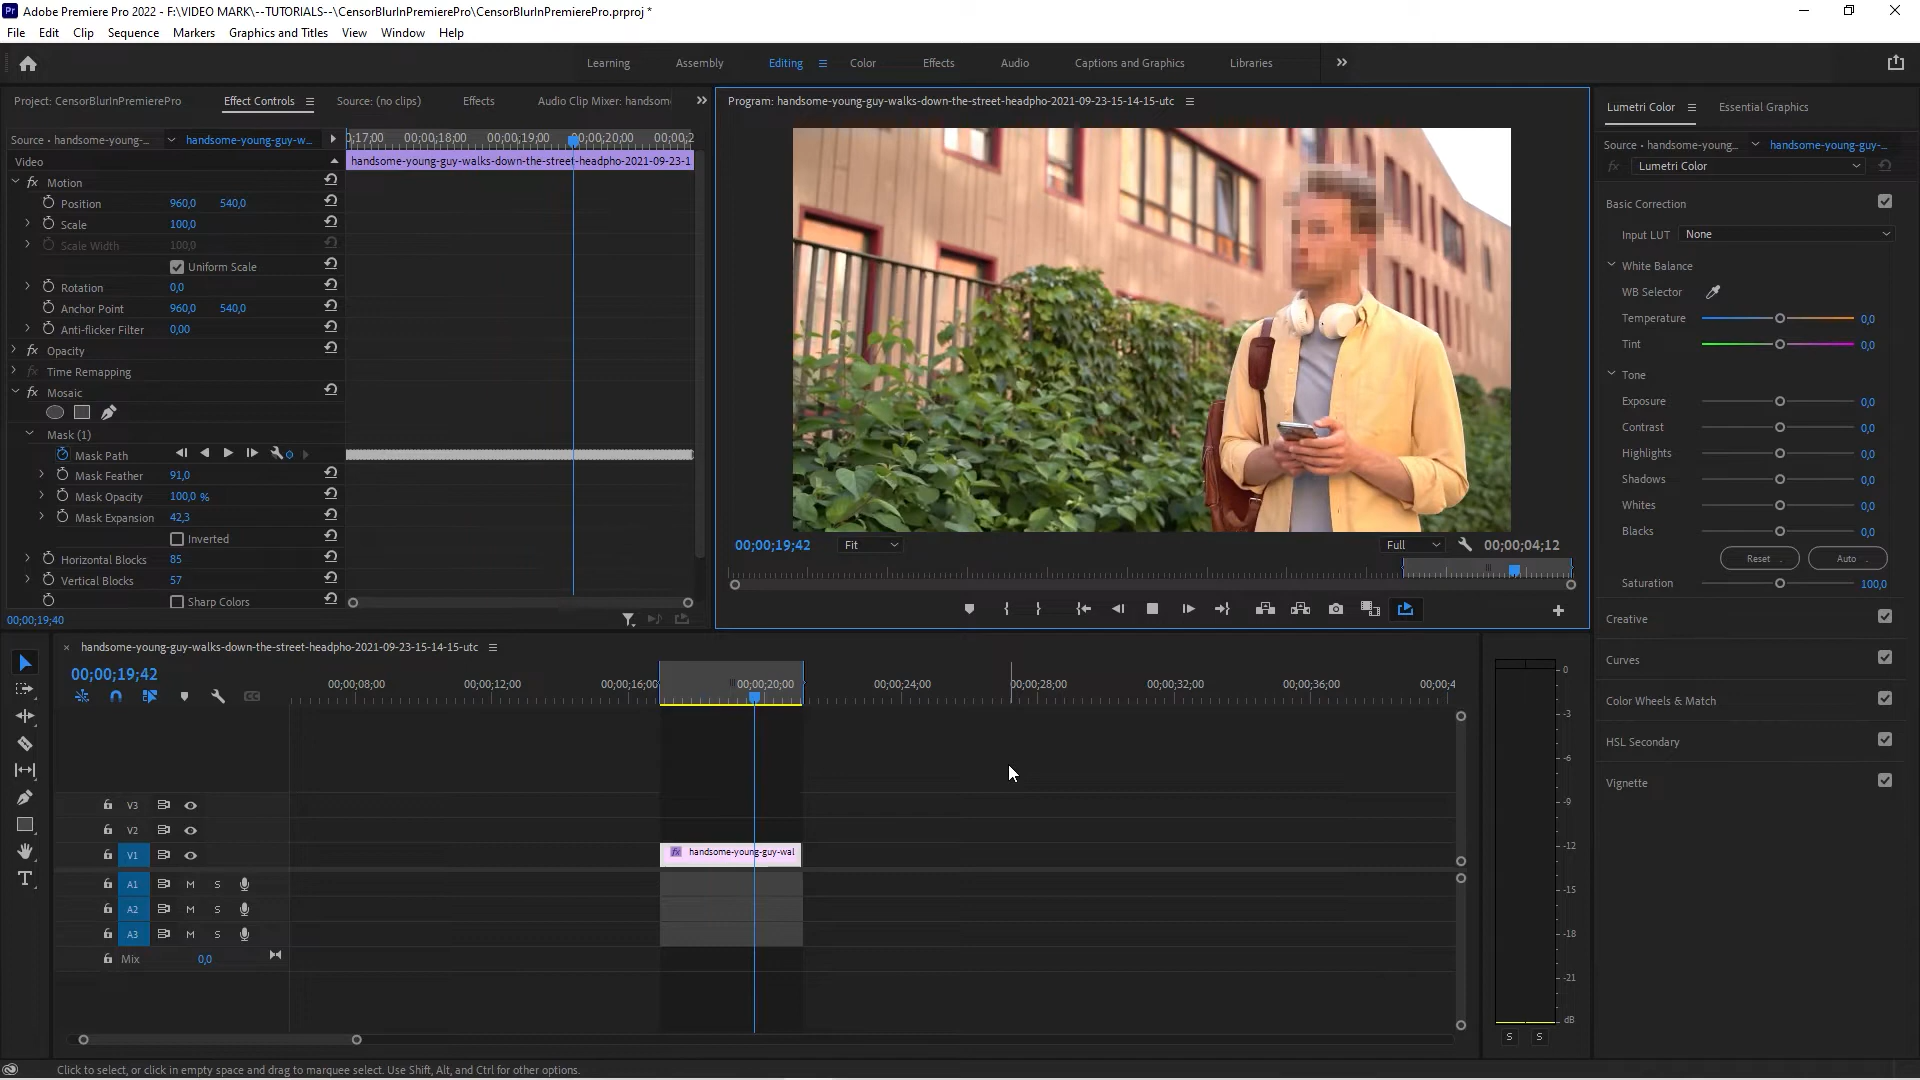 Pr Adobe Premiere Pro 2022 - F:\VIDEO MARK\--TUTORIALS--\CensorBlurInPremierePro\CensorBlurInPremierePro.prproj *
File Edit Clip Sequence Markers Graphics and Titles View Window Help
Learning Assembly Editing Color Effects Audio Captions and Graphics Libraries
Project: CensorBlurInPremierePro Effect Controls Source: (no clips) Effects Audio Clip Mixer: handsom
Source • handsome-young-... handsome-young-guy-w...
):17;00 00;00;18;00 00;00;19;00 00;00;20;00 00;00;2
Video
handsome-young-guy-walks-down-the-street-headpho-2021-09-23-1
fx Motion
Position 960,0 540,0
Scale 100,0
Scale Width 100,0
Uniform Scale
Rotation 0,0
Anchor Point 960,0 540,0
Anti-flicker Filter 0,00
fx Opacity
fx Time Remapping
fx Mosaic
Mask (1)
Mask Path
Mask Feather 91,0
Mask Opacity 100,0 %
Mask Expansion 42,3
Inverted
Horizontal Blocks 85
Vertical Blocks 57
Sharp Colors
00;00;19;40
Program: handsome-young-guy-walks-down-the-street-headpho-2021-09-23-15-14-15-utc
00;00;19;42 Fit Full 00;00;04;12
Lumetri Color Essential Graphics
Source • handsome-young... handsome-young-guy-...
fx Lumetri Color
Basic Correction
Input LUT None
White Balance
WB Selector
Temperature 0,0
Tint 0,0
Tone
Exposure 0,0
Contrast 0,0
Highlights 0,0
Shadows 0,0
Whites 0,0
Blacks 0,0
Reset Auto
Saturation 100,0
Creative
Curves
Color Wheels & Match
HSL Secondary
Vignette
× handsome-young-guy-walks-down-the-street-headpho-2021-09-23-15-14-15-utc
00;00;19;42
00;00;08;00 00;00;12;00 00;00;16;00 00;00;20;00 00;00;24;00 00;00;28;00 00;00;32;00 00;00;36;00 00;00;4
V3
V2
V1
fx handsome-young-guy-wal
A1 M S
A2 M S
A3 M S
Mix 0,0
0
-3
-6
-9
-12
-15
-18
-21
dB
S S
Click to select, or click in empty space and drag to marquee select. Use Shift, Alt, and Ctrl for other options.